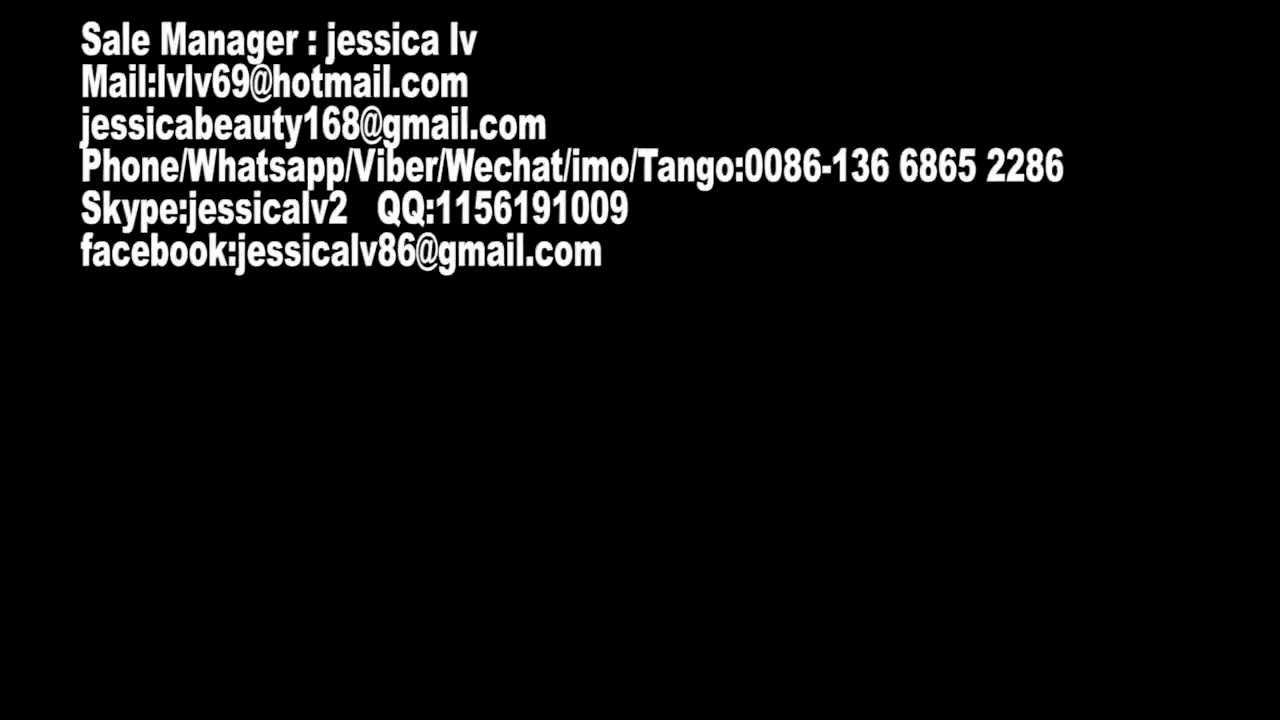 Sale Manager : jessica lv
Mail:lvlv69@hotmail.com
jessicabeauty168@gmail.com
Phone/Whatsapp/Viber/Wechat/imo/Tango:0086-136 6865 2286
Skype:jessicalv2   QQ:1156191009
facebook:jessicalv86@gmail.com